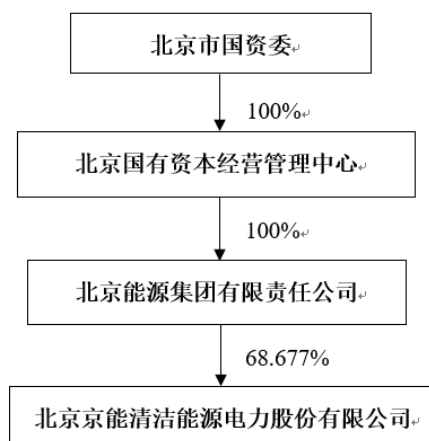 北京市国资委
100%
北京国有资本经营管理中心
100%
北京能源集团有限责任公司
68.677%
北京京能清洁能源电力股份有限公司